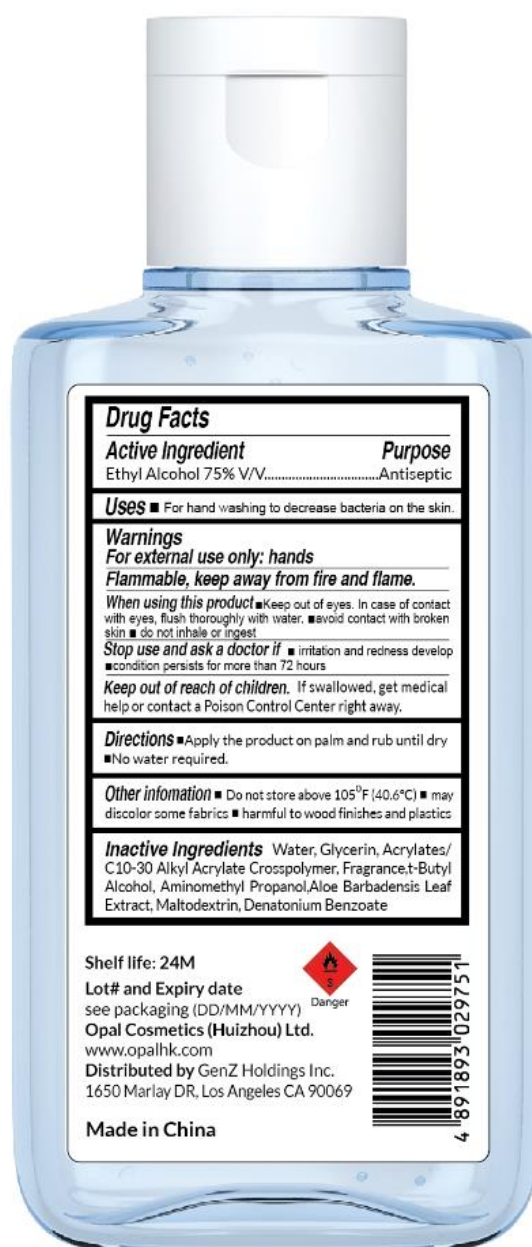 Drug Facts
Active Ingredient Purpose
Ethyl Alcohol 75% V/V..................................Antiseptic
Uses ■ For hand washing to decrease bacteria on the skin.
Warnings
For external use only: hands
Flammable, keep away from fire and flame.
When using this product ■Keep out of eyes. In case of contact
with eyes, flush thoroughly with water. ■avoid contact with broken
skin ■ do not inhale or ingest
Stop use and ask a doctor if ■ irritation and redness develop
■condition persists for more than 72 hours
Keep out of reach of children. If swallowed, get medical
help or contact a Poison Control Center right away.
Directions ■Apply the product on palm and rub until dry
■No water required.
Other infomation ■ Do not store above 105⁰F (40.6°C) ■ may
discolor some fabrics ■ harmful to wood finishes and plastics
Inactive Ingredients Water, Glycerin, Acrylates/
C10-30 Alkyl Acrylate Crosspolymer, Fragrance,t-Butyl
Alcohol, Aminomethyl Propanol,Aloe Barbadensis Leaf
Extract, Maltodextrin, Denatonium Benzoate
Shelf life: 24M
Lot# and Expiry date
see packaging (DD/MM/YYYY)
Opal Cosmetics (Huizhou) Ltd.
www.opalhk.com
Distributed by GenZ Holdings Inc.
1650 Marlay DR, Los Angeles CA 90069
Made in China
3
Danger
4 891893 029751